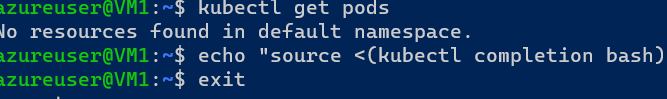 azureuser@VM1:~$ kubectl get pods
No resources found in default namespace.
azureuser@VM1:~$ echo "source <(kubectl completion bash)
azureuser@VM1:~$ exit